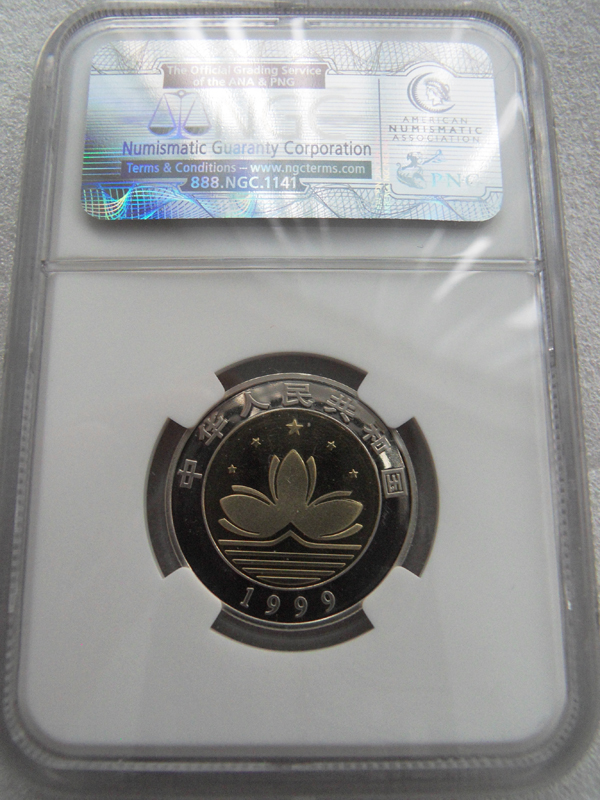 The Official Grading Service
of the ANA & PNG
NGC
Numismatic Guaranty Corporation
Terms & Conditions – www.ngcterms.com
888.NGC.1141
AMERICAN
NUMISMATIC
ASSOCIATION
PNG
中华人民共和国
1999